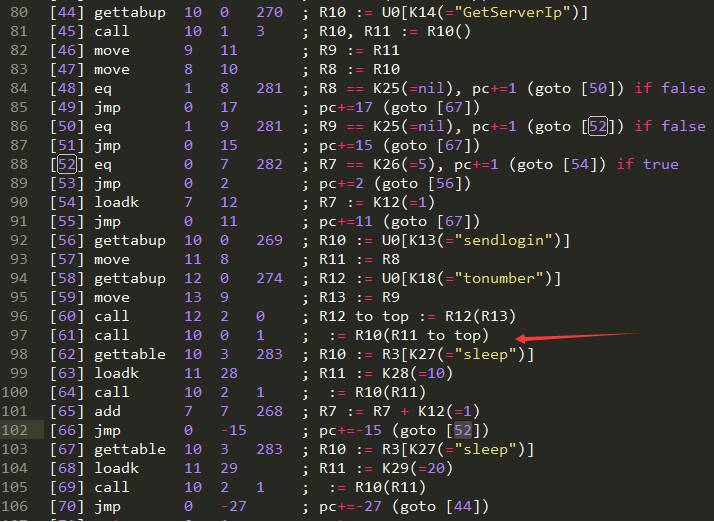 80 [44] gettabup 10 0 270 ; R10 := U0[K14(="GetServerIp")]
81 [45] call 10 1 3 ; R10, R11 := R10()
82 [46] move 9 11 ; R9 := R11
83 [47] move 8 10 ; R8 := R10
84 [48] eq 1 8 281 ; R8 == K25(=nil), pc+=1 (goto [50]) if false
85 [49] jmp 0 17 ; pc+=17 (goto [67])
86 [50] eq 1 9 281 ; R9 == K25(=nil), pc+=1 (goto [52]) if false
87 [51] jmp 0 15 ; pc+=15 (goto [67])
88 [52] eq 0 7 282 ; R7 == K26(=5), pc+=1 (goto [54]) if true
89 [53] jmp 0 2 ; pc+=2 (goto [56])
90 [54] loadk 7 12 ; R7 := K12(=1)
91 [55] jmp 0 11 ; pc+=11 (goto [67])
92 [56] gettabup 10 0 269 ; R10 := U0[K13(="sendlogin")]
93 [57] move 11 8 ; R11 := R8
94 [58] gettabup 12 0 274 ; R12 := U0[K18(="tonumber")]
95 [59] move 13 9 ; R13 := R9
96 [60] call 12 2 0 ; R12 to top := R12(R13)
97 [61] call 10 0 1 ; := R10(R11 to top)
98 [62] gettable 10 3 283 ; R10 := R3[K27(="sleep")]
99 [63] loadk 11 28 ; R11 := K28(=10)
100 [64] call 10 2 1 ; := R10(R11)
101 [65] add 7 7 268 ; R7 := R7 + K12(=1)
102 [66] jmp 0 -15 ; pc+=-15 (goto [52])
103 [67] gettable 10 3 283 ; R10 := R3[K27(="sleep")]
104 [68] loadk 11 29 ; R11 := K29(=20)
105 [69] call 10 2 1 ; := R10(R11)
106 [70] jmp 0 -27 ; pc+=-27 (goto [44])